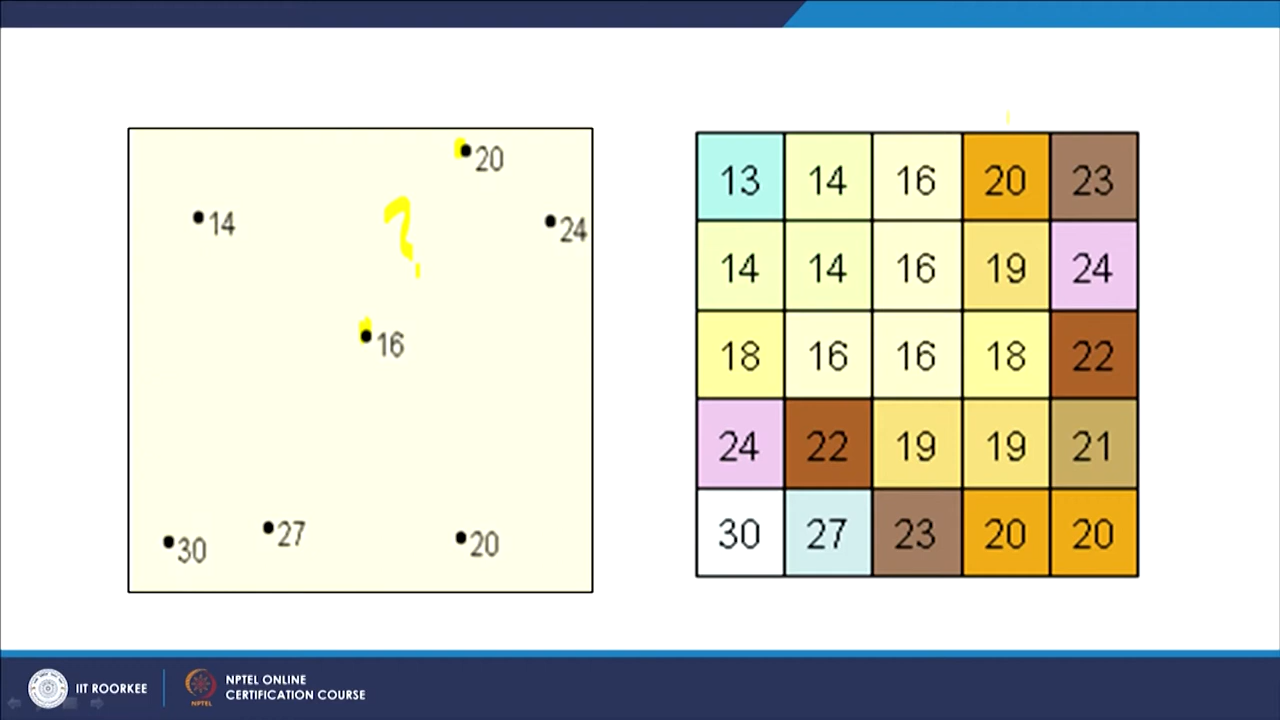 20
14
24
16
27
30
20
?
13 14 16 20 23
14 14 16 19 24
18 16 16 18 22
24 22 19 19 21
30 27 23 20 20
IIT ROORKEE
NPTEL
NPTEL ONLINE
CERTIFICATION COURSE